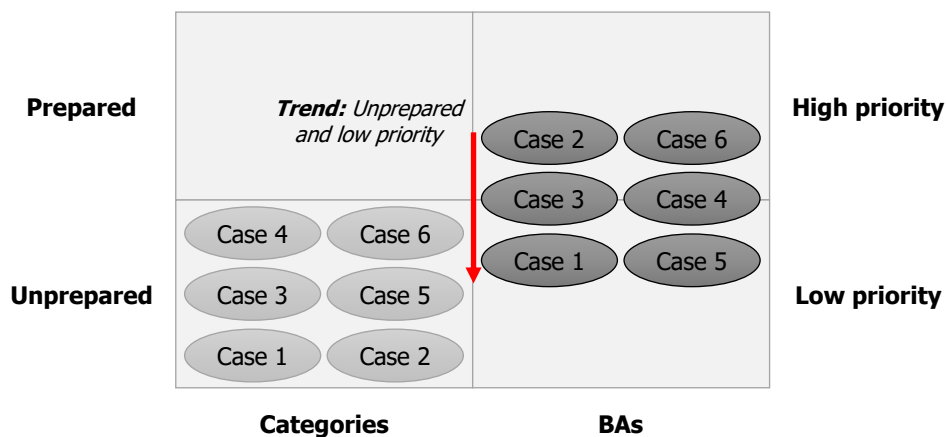 Prepared
Trend: Unprepared
and low priority
High priority
Case 2
Case 6
Case 3
Case 4
Case 1
Case 5
Case 4
Case 6
Case 3
Case 5
Case 1
Case 2
Unprepared
Low priority
Categories
BAs